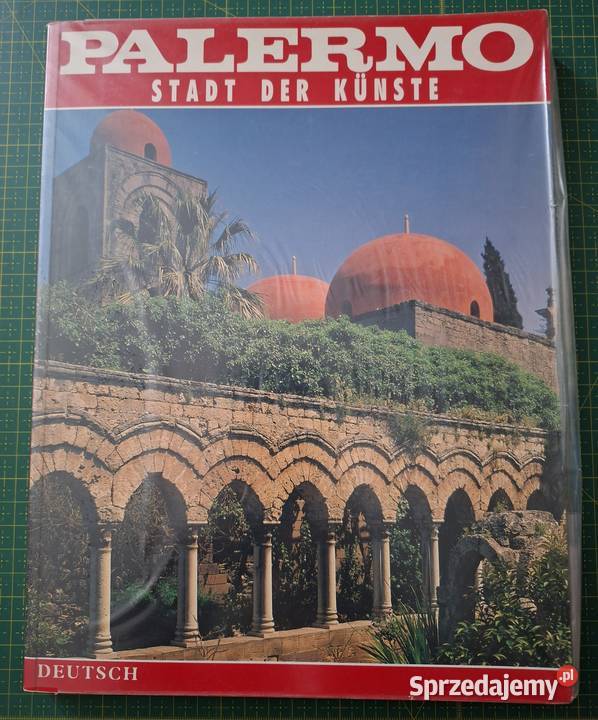 PALERMO
STADT DER KÜNSTE
DEUTSCH
Sprzedajemy.pl